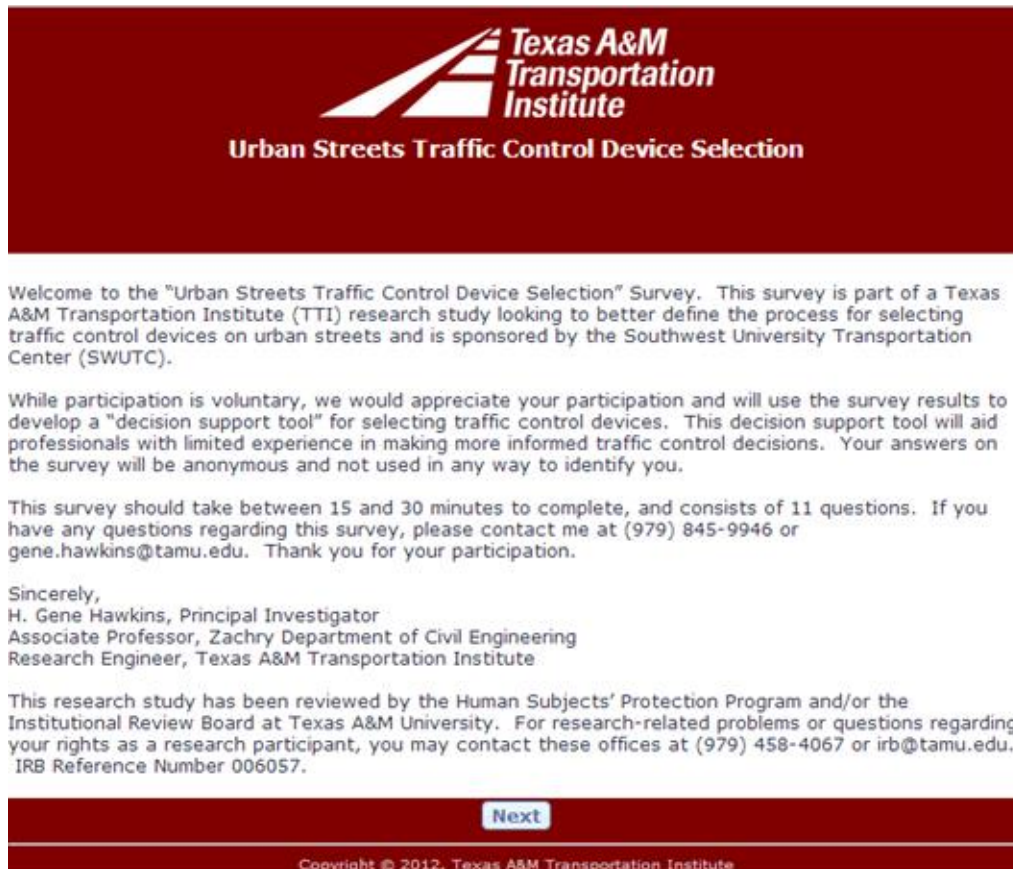 Texas A&M
Transportation
Institute
Urban Streets Traffic Control Device Selection
Welcome to the “Urban Streets Traffic Control Device Selection” Survey.  This survey is part of a Texas
A&M Transportation Institute (TTI) research study looking to better define the process for selecting
traffic control devices on urban streets and is sponsored by the Southwest University Transportation
Center (SWUTC).
While participation is voluntary, we would appreciate your participation and will use the survey results to
develop a “decision support tool” for selecting traffic control devices.  This decision support tool will aid
professionals with limited experience in making more informed traffic control decisions.  Your answers on
the survey will be anonymous and not used in any way to identify you.
This survey should take between 15 and 30 minutes to complete, and consists of 11 questions.  If you
have any questions regarding this survey, please contact me at (979) 845-9946 or
gene.hawkins@tamu.edu.  Thank you for your participation.
Sincerely,
H. Gene Hawkins, Principal Investigator
Associate Professor, Zachry Department of Civil Engineering
Research Engineer, Texas A&M Transportation Institute
This research study has been reviewed by the Human Subjects’ Protection Program and/or the
Institutional Review Board at Texas A&M University.  For research-related problems or questions regarding
your rights as a research participant, you may contact these offices at (979) 458-4067 or irb@tamu.edu.
IRB Reference Number 006057.
Next
Copyright © 2012, Texas A&M Transportation Institute